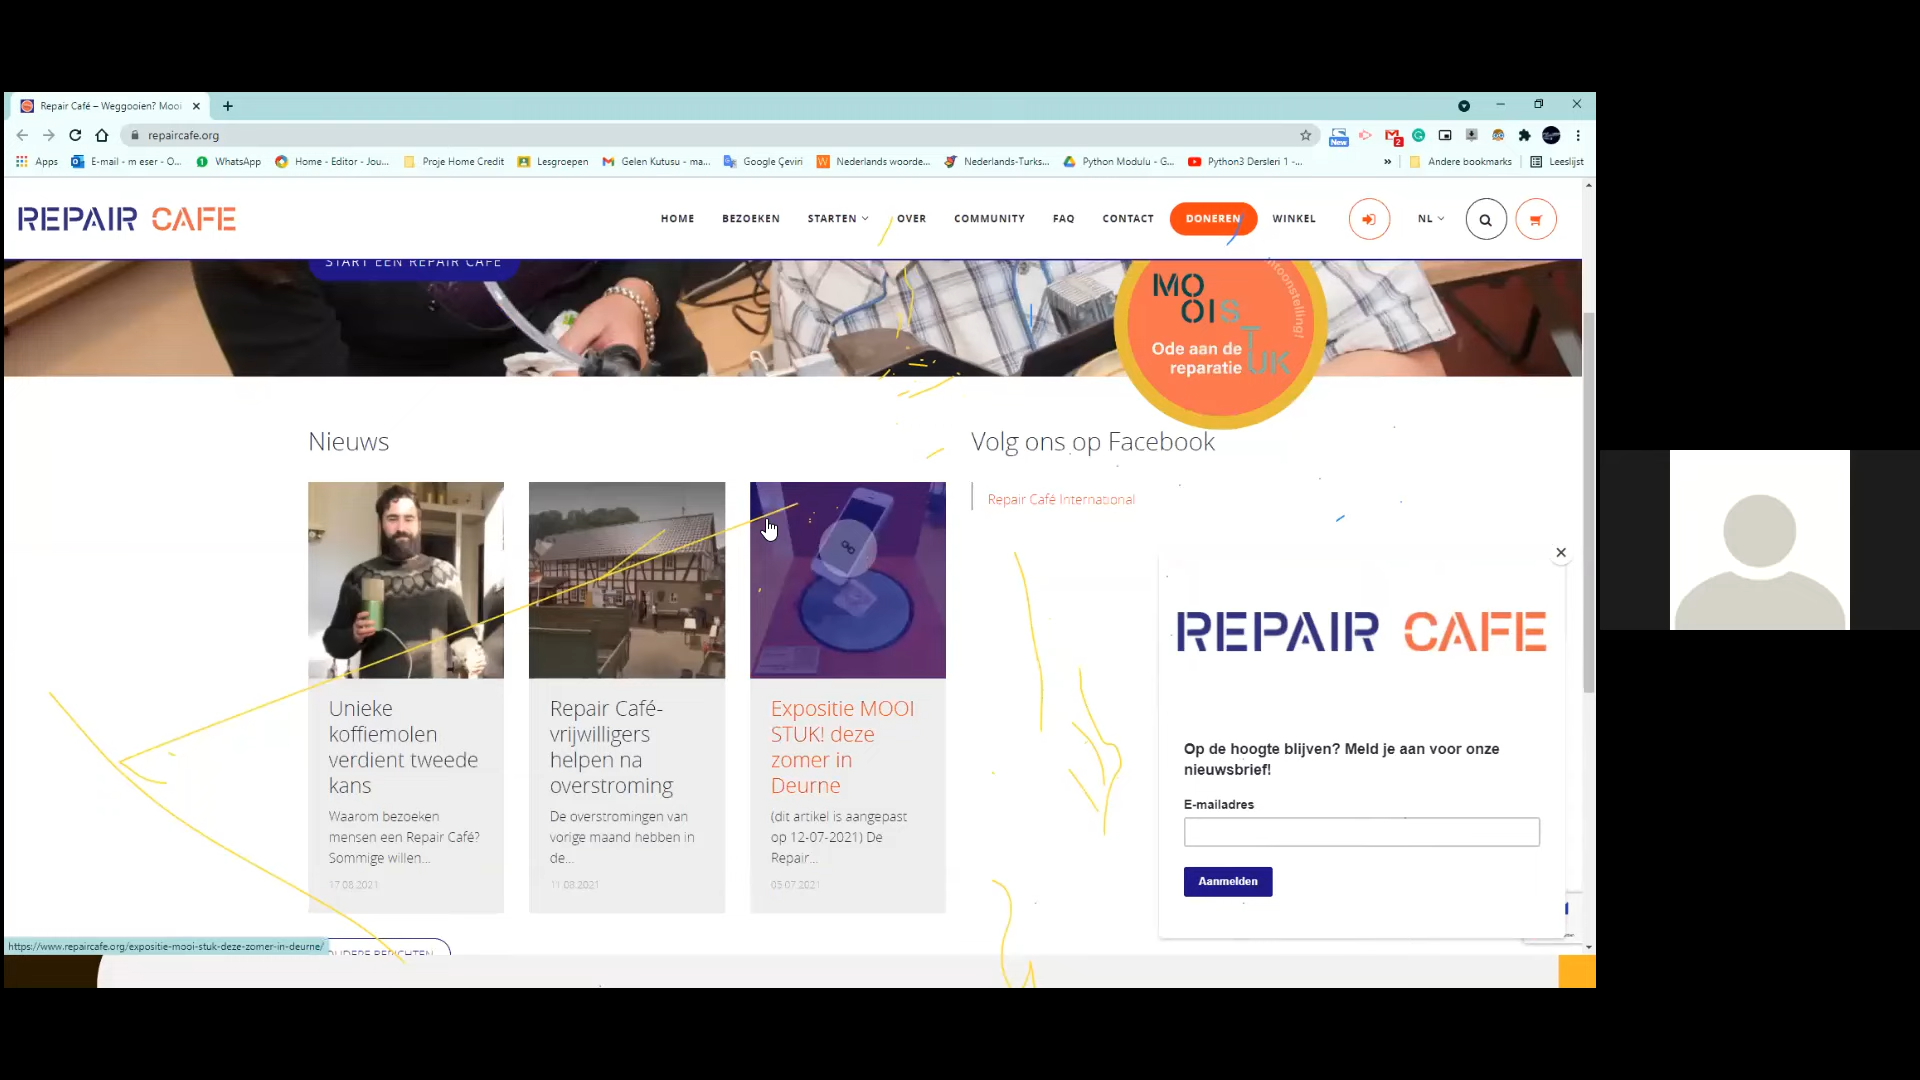 Repair Café – Weggooien? Mooi
repaircafe.org
New
2
Apps E-mail - m eser - O... WhatsApp Home - Editor - Jou... Proje Home Credit Lesgroepen Gelen Kutusu - ma... Google Çeviri Nederlands woorde... Nederlands-Turks... Python Modulu - G... Python3 Dersleri 1 -... » Andere bookmarks Leeslijst
REPAIR CAFE
HOME BEZOEKEN STARTEN OVER COMMUNITY FAQ CONTACT DONEREN WINKEL NL
START EEN REPAIR CAFE
MOOI STUK
Ode aan de
reparatie
Nieuws
Volg ons op Facebook
Repair Café International
Unieke
koffiemolen
verdient tweede
kans
Waarom bezoeken
mensen een Repair Café?
Sommige willen...
17.08.2021
Repair Café-
vrijwilligers
helpen na
overstroming
De overstromingen van
vorige maand hebben in
de...
11.08.2021
Expositie MOOI
STUK! deze
zomer in
Deurne
(dit artikel is aangepast
op 12-07-2021) De
Repair...
05.07.2021
REPAIR CAFE
Op de hoogte blijven? Meld je aan voor onze
nieuwsbrief!
E-mailadres
Aanmelden
OUDERE BERICHTEN
https://www.repaircafe.org/expositie-mooi-stuk-deze-zomer-in-deurne/